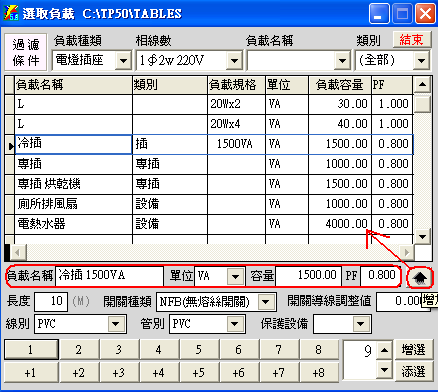 選取負載 C:\TP50\TABLES
過濾條件 負載種類 相線數 負載名稱 類別 結束
電燈插座 1φ2w 220V (全部)
負載名稱 類別 負載規格 單位 負載容量 PF
L 20Wx2 VA 30.00 1.000
L 20Wx4 VA 40.00 1.000
冷插 插 1500VA VA 1500.00 0.800
專插 專插 VA 1000.00 0.800
專插 烘乾機 專插 VA 1500.00 0.800
廁所排風扇 設備 VA 1000.00 0.800
電熱水器 設備 VA 4000.00 0.800
負載名稱 冷插 1500VA 單位 VA 容量 1500.00 PF 0.800
長度 10 (M) 開關種類 NFB(無熔絲開關) 開關導線調整值 0.000
線別 PVC 管別 PVC 保護設備
1 2 3 4 5 6 7 8 9 增選
+1 +2 +3 +4 +5 +6 +7 +8 添選